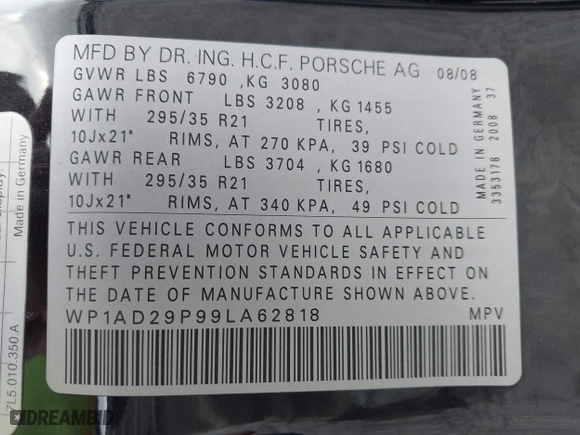 MFD BY DR. ING. H.C.F. PORSCHE AG 08/08
GVWR LBS 6790 , KG 3080
GAWR FRONT LBS 3208 , KG 1455
WITH 295/35 R21 TIRES,
10Jx21" RIMS, AT 270 KPA, 39 PSI COLD
GAWR REAR LBS 3704 , KG 1680
WITH 295/35 R21 TIRES,
10Jx21" RIMS, AT 340 KPA, 49 PSI COLD
THIS VEHICLE CONFORMS TO ALL APPLICABLE
U.S. FEDERAL MOTOR VEHICLE SAFETY AND
THEFT PREVENTION STANDARDS IN EFFECT ON
THE DATE OF MANUFACTURE SHOWN ABOVE.
WP1AD29P99LA62818 MPV
MADE IN GERMANY
3353178 2008 37
Made in Germany
7L5 010 350 A
DREAMBID